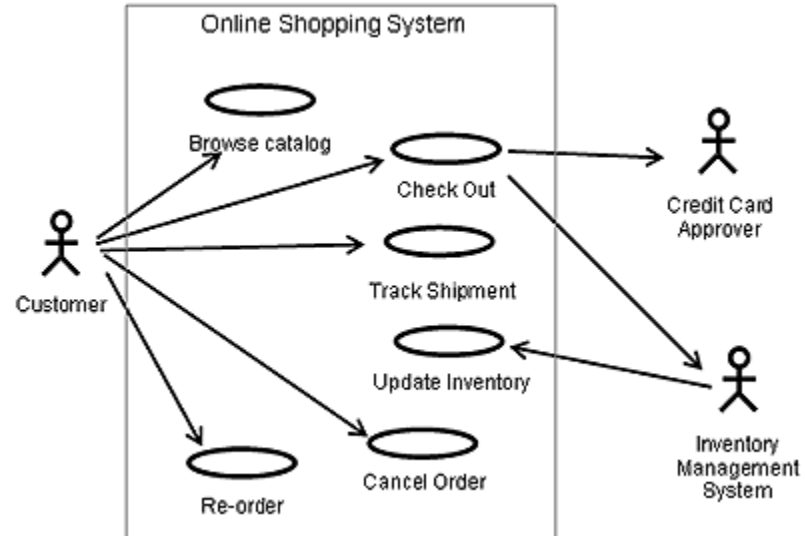 Online Shopping System
Browse catalog
Check Out
Credit Card
Approver
Customer
Track Shipment
Update Inventory
Inventory
Management
System
Cancel Order
Re-order